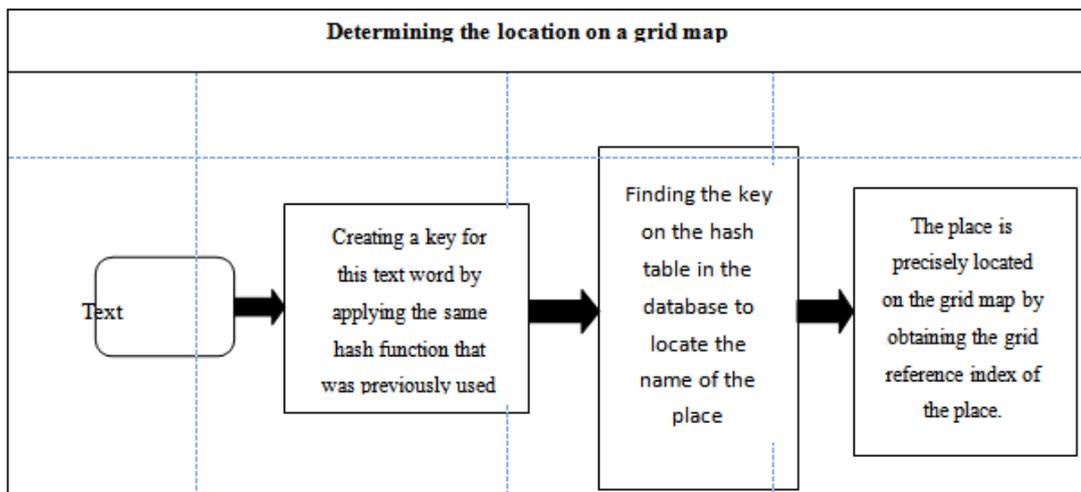 Determining the location on a grid map
Text
Creating a key for
this text word by
applying the same
hash function that
was previously used
Finding the key
on the hash
table in the
database to
locate the
name of the
place
The place is
precisely located
on the grid map by
obtaining the grid
reference index of
the place.